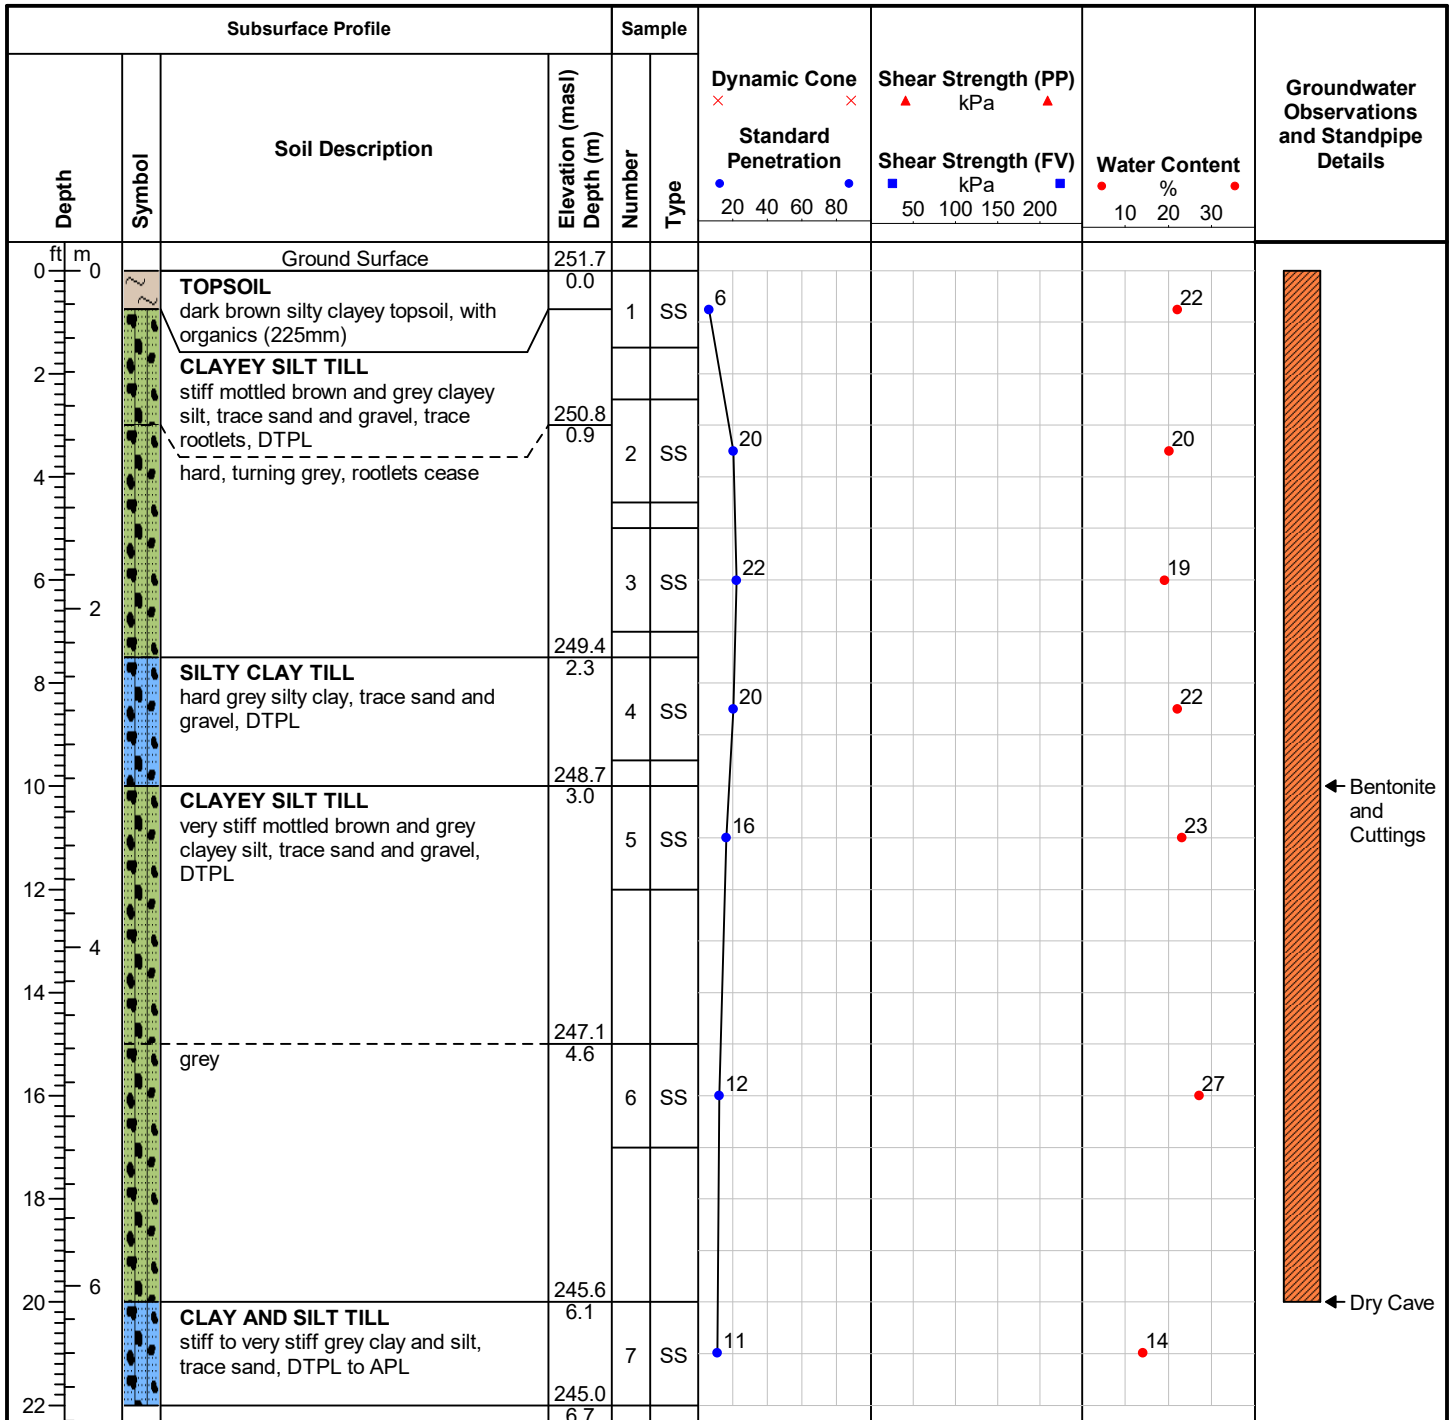 Subsurface Profile
Sample
Depth
Symbol
Soil Description
Elevation (masl)
Depth (m)
Number
Type
Dynamic Cone
Standard
Penetration
20 40 60 80
Shear Strength (PP)
kPa
Shear Strength (FV)
kPa
50 100 150 200
Water Content
%
10 20 30
Groundwater
Observations
and Standpipe
Details
ft m
Ground Surface
251.7
0 0
0.0
TOPSOIL
dark brown silty clayey topsoil, with
organics (225mm)
1 SS
6
22
CLAYEY SILT TILL
stiff mottled brown and grey clayey
silt, trace sand and gravel, trace
rootlets, DTPL
2
250.8
0.9
hard, turning grey, rootlets cease
2 SS
20
20
4
3 SS
22
19
6
2
249.4
2.3
SILTY CLAY TILL
hard grey silty clay, trace sand and
gravel, DTPL
8
4 SS
20
22
248.7
3.0
10
CLAYEY SILT TILL
very stiff mottled brown and grey
clayey silt, trace sand and gravel,
DTPL
5 SS
16
23
Bentonite
and
Cuttings
12
4
14
247.1
4.6
grey
6 SS
12
27
16
18
6
245.6
6.1
20
Dry Cave
CLAY AND SILT TILL
stiff to very stiff grey clay and silt,
trace sand, DTPL to APL
7 SS
11
14
245.0
22
6.7